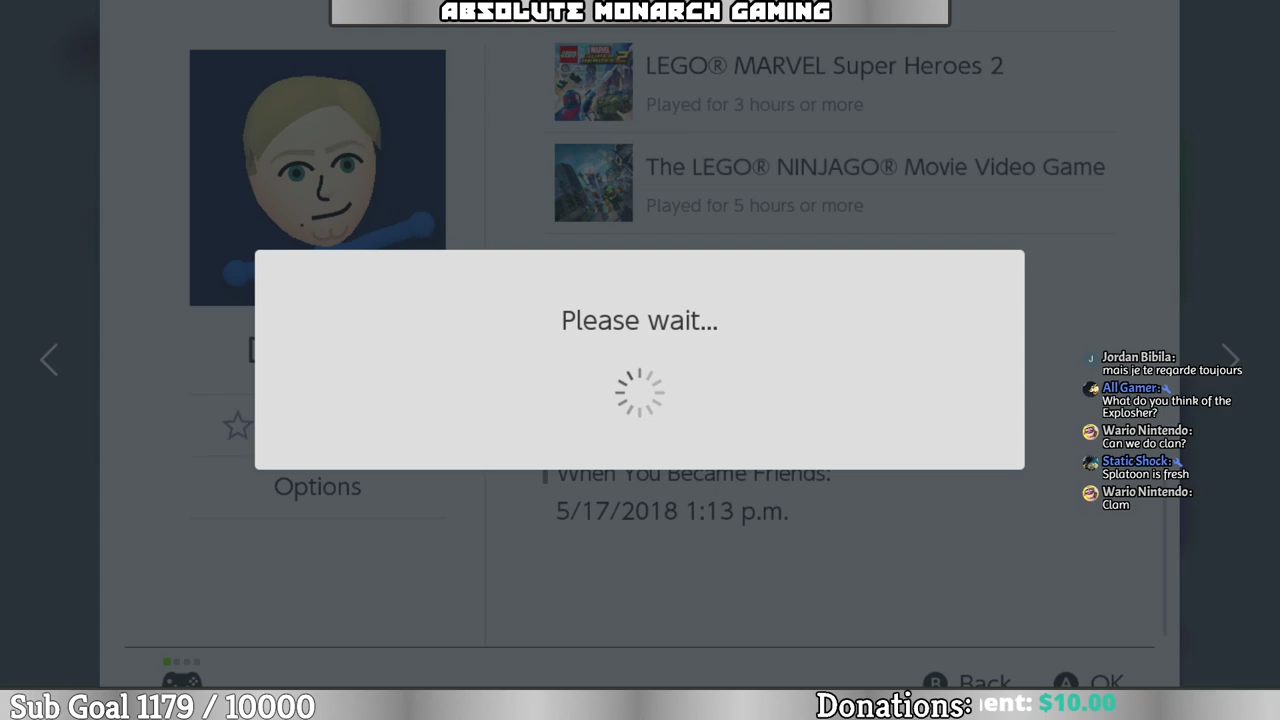 ABSOLUTE MONARCH GAMING
LEGO® MARVEL Super Heroes 2
Played for 3 hours or more
The LEGO® NINJAGO® Movie Video Game
Played for 5 hours or more
Please wait...
Options
When You Became Friends:
5/17/2018 1:13 p.m.
J Jordan Bibila:
mais je te regarde toujours
All Gamer:
What do you think of the
Explosher?
Wario Nintendo:
Can we do clan?
Static Shock:
Splatoon is fresh
Wario Nintendo:
Clam
B Back A OK
Sub Goal 1179 / 10000
Donations: ent: $10.00